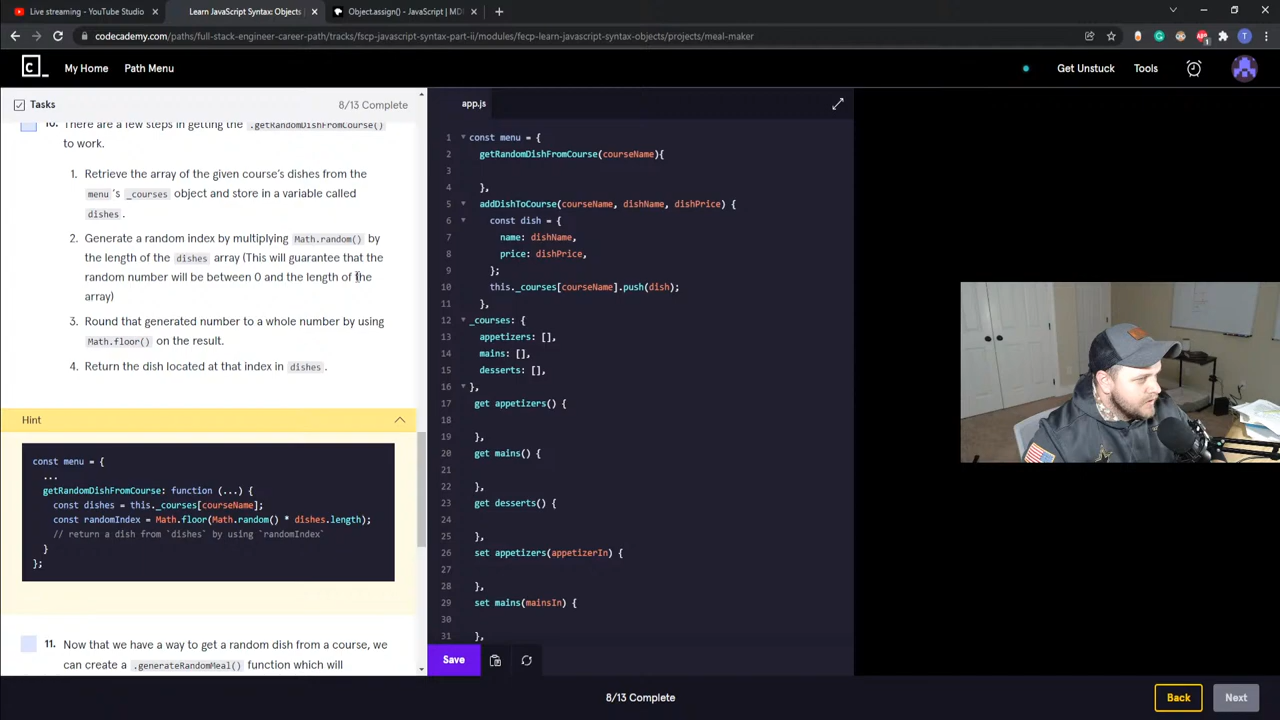 Live streaming - YouTube Studio
Learn JavaScript Syntax: Objects
Object.assign() - JavaScript | MD
codecademy.com/paths/full-stack-engineer-career-path/tracks/fscp-javascript-syntax-part-ii/modules/fecp-learn-javascript-syntax-objects/projects/meal-maker
My Home Path Menu Get Unstuck Tools
Tasks 8/13 Complete
10. There are a few steps in getting the .getRandomDishFromCourse()
to work.
1. Retrieve the array of the given course's dishes from the
menu 's _courses object and store in a variable called
dishes.
2. Generate a random index by multiplying Math.random() by
the length of the dishes array (This will guarantee that the
random number will be between 0 and the length of the
array)
3. Round that generated number to a whole number by using
Math.floor() on the result.
4. Return the dish located at that index in dishes.
Hint
const menu = {
...
getRandomDishFromCourse: function (...) {
const dishes = this._courses[courseName];
const randomIndex = Math.floor(Math.random() * dishes.length);
// return a dish from `dishes` by using `randomIndex`
}
};
11. Now that we have a way to get a random dish from a course, we
can create a .generateRandomMeal() function which will
app.js
1 const menu = {
2 getRandomDishFromCourse(courseName){
3
4 },
5 addDishToCourse(courseName, dishName, dishPrice) {
6 const dish = {
7 name: dishName,
8 price: dishPrice,
9 };
10 this._courses[courseName].push(dish);
11 },
12 _courses: {
13 appetizers: [],
14 mains: [],
15 desserts: [],
16 },
17 get appetizers() {
18
19 },
20 get mains() {
21
22 },
23 get desserts() {
24
25 },
26 set appetizers(appetizerIn) {
27
28 },
29 set mains(mainsIn) {
30
31 },
Save
8/13 Complete
Back Next